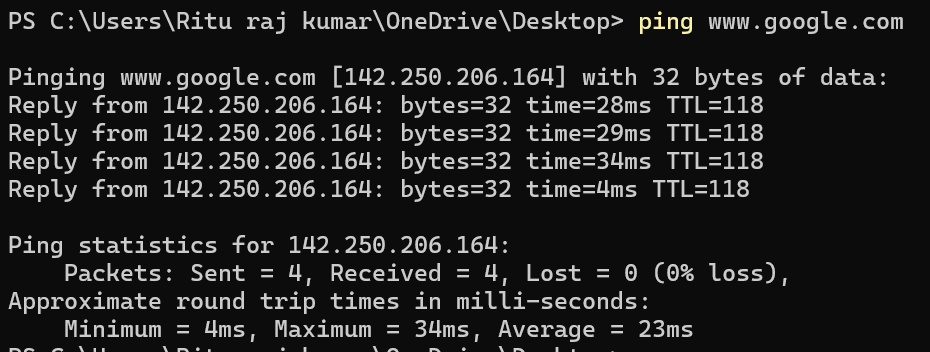 PS C:\Users\Ritu raj kumar\OneDrive\Desktop> ping www.google.com
Pinging www.google.com [142.250.206.164] with 32 bytes of data:
Reply from 142.250.206.164: bytes=32 time=28ms TTL=118
Reply from 142.250.206.164: bytes=32 time=29ms TTL=118
Reply from 142.250.206.164: bytes=32 time=34ms TTL=118
Reply from 142.250.206.164: bytes=32 time=4ms TTL=118
Ping statistics for 142.250.206.164:
    Packets: Sent = 4, Received = 4, Lost = 0 (0% loss),
Approximate round trip times in milli-seconds:
    Minimum = 4ms, Maximum = 34ms, Average = 23ms